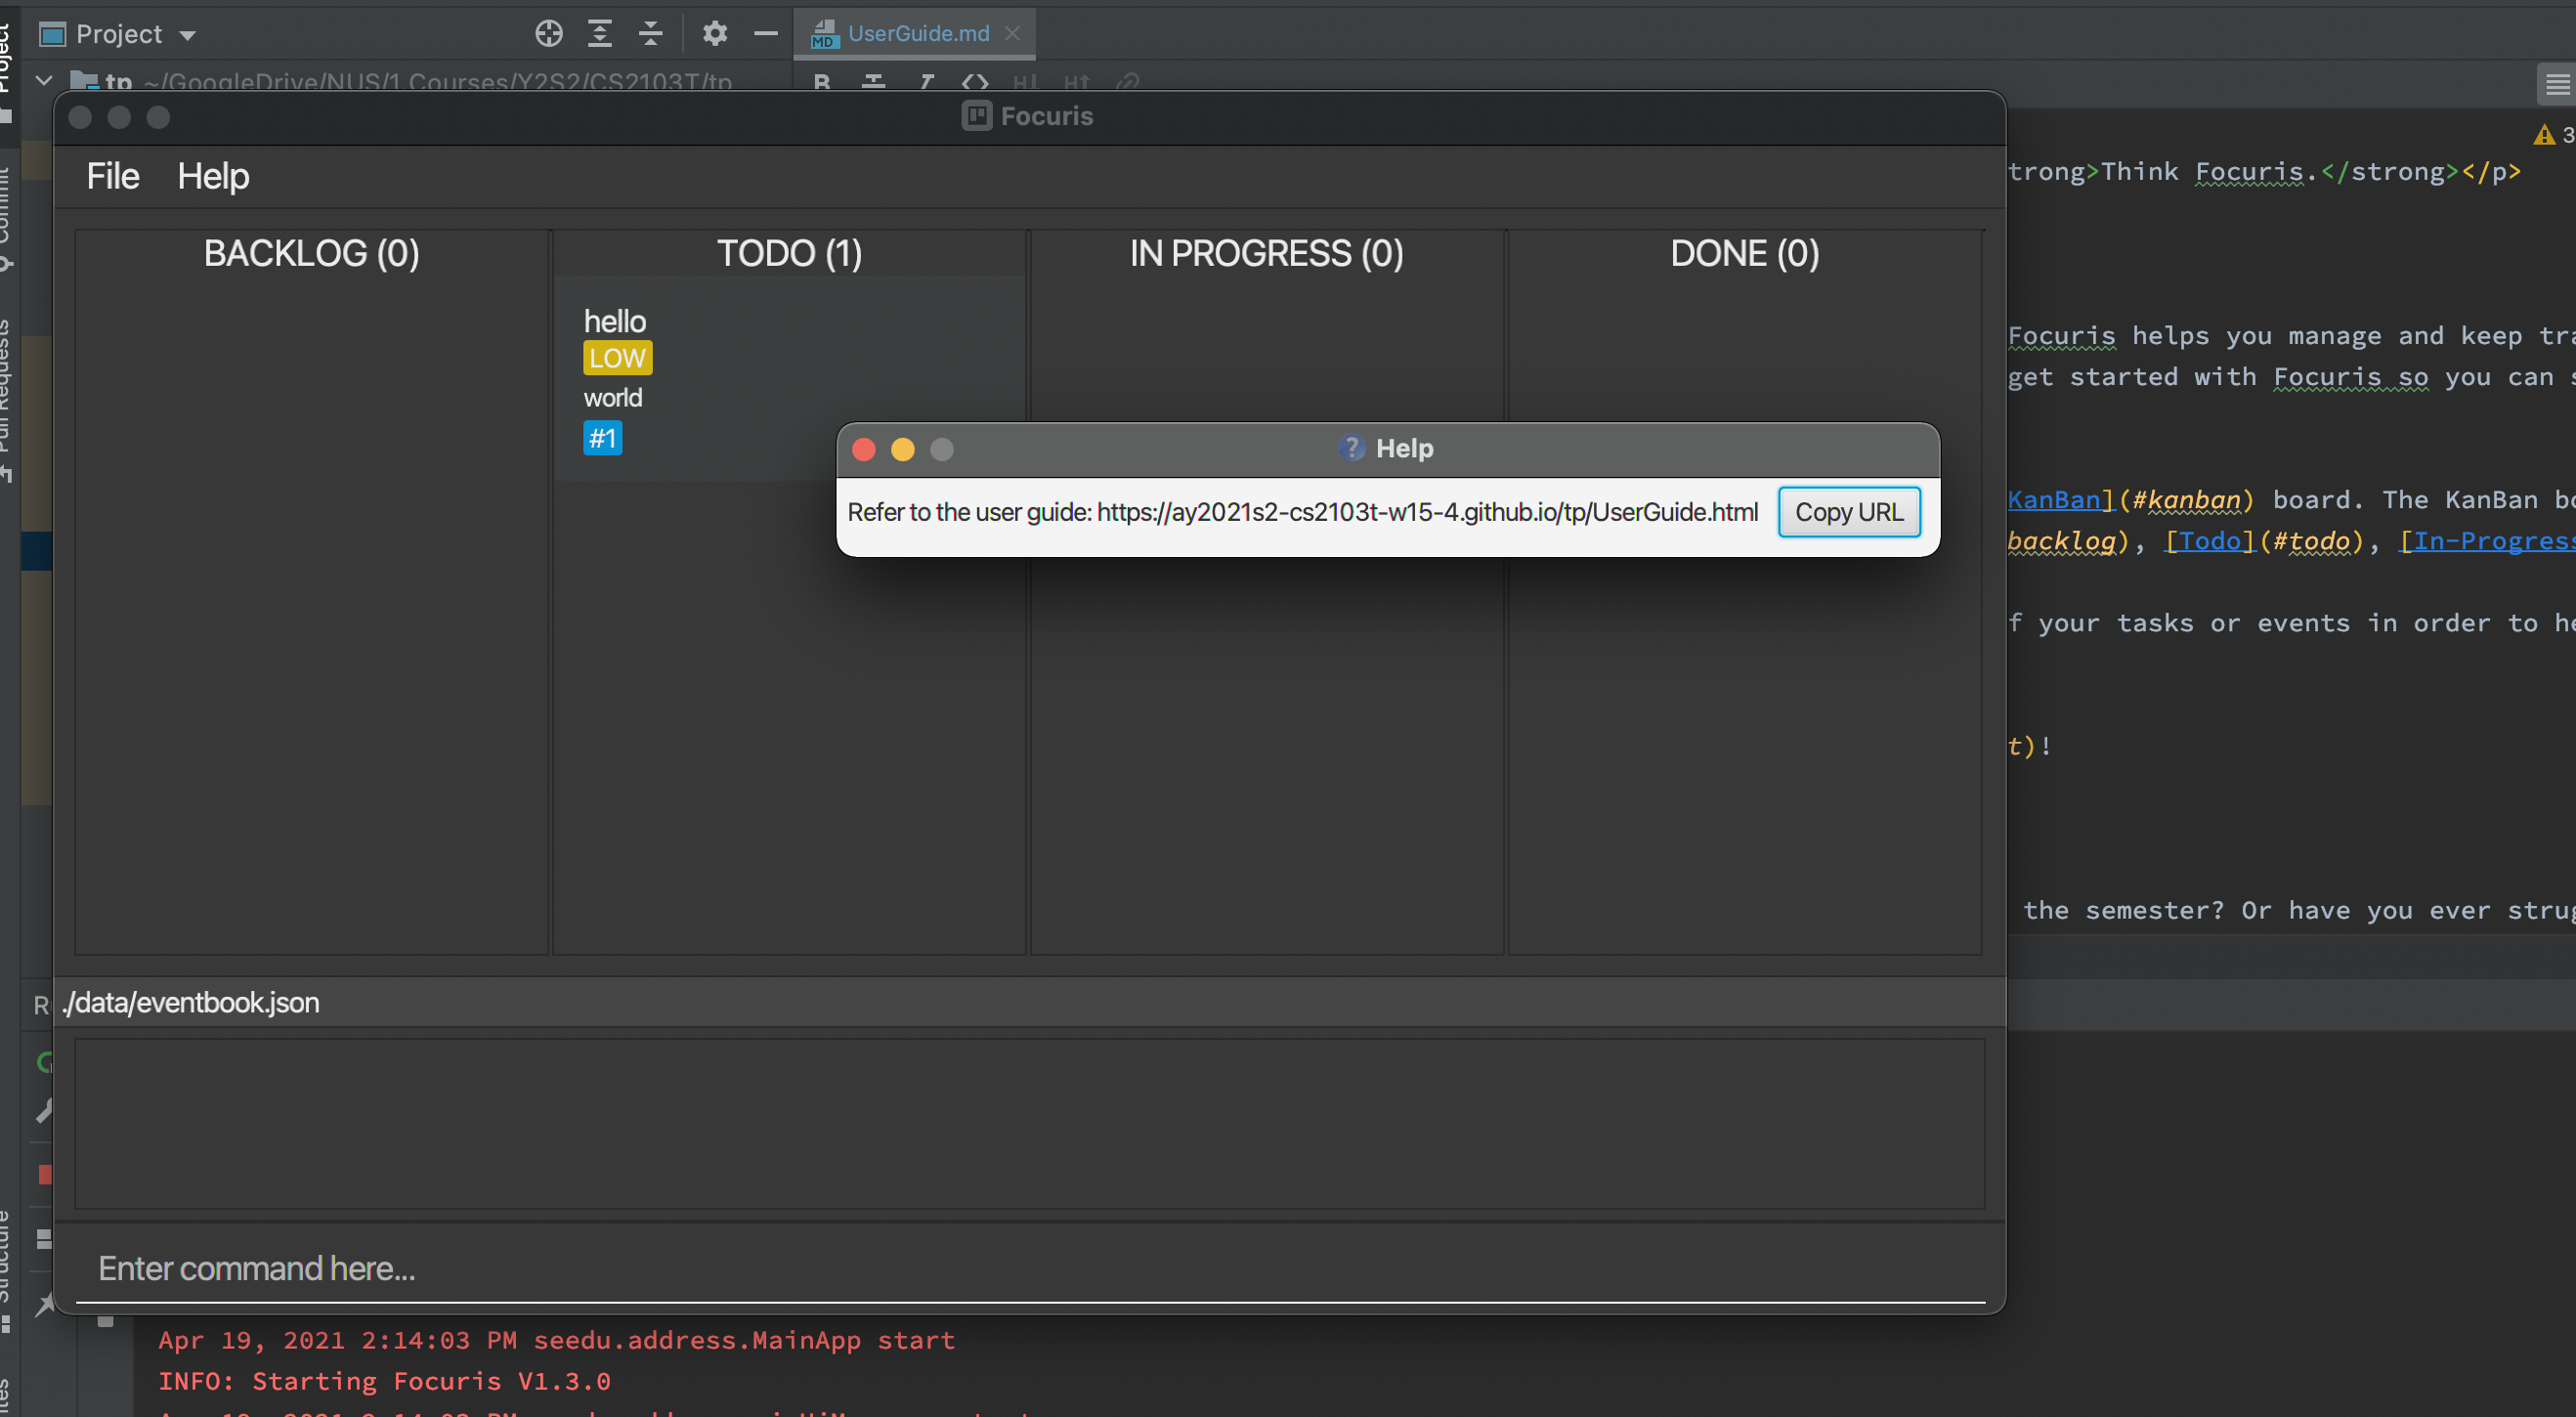 Project
UserGuide.md
tp ~/GoogleDrive/NUS/1 Courses/Y2S2/CS2103T/tp
Focuris
File Help
BACKLOG (0)
TODO (1)
IN PROGRESS (0)
DONE (0)
hello
LOW
world
#1
Help
Refer to the user guide: https://ay2021s2-cs2103t-w15-4.github.io/tp/UserGuide.html
Copy URL
./data/eventbook.json
Enter command here...
trong>Think Focuris.</strong></p>
3
Focuris helps you manage and keep tra
get started with Focuris so you can s
KanBan](#kanban) board. The KanBan bo
backlog), [Todo](#todo), [In-Progress
f your tasks or events in order to he
t)!
the semester? Or have you ever strug
Project
Commit
Pull Requests
Structure
Apr 19, 2021 2:14:03 PM seedu.address.MainApp start
INFO: Starting Focuris V1.3.0